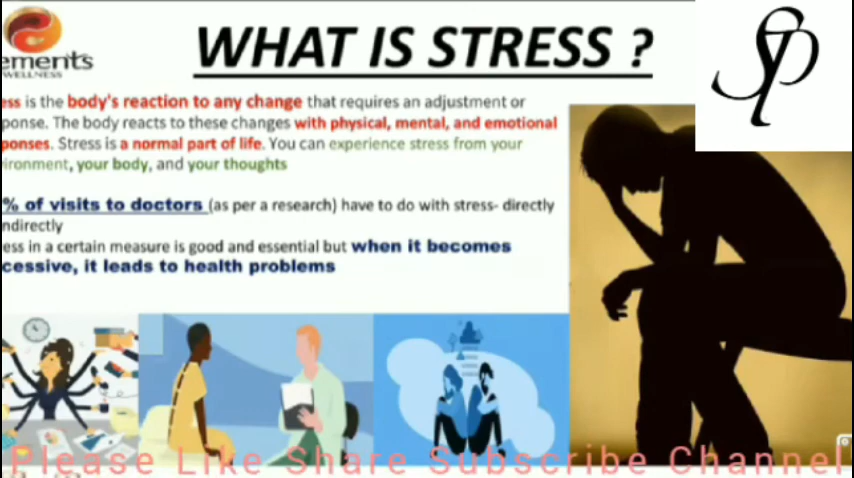 WHAT IS STRESS ?
ements
WELLNESS
SP
ess is the body's reaction to any change that requires an adjustment or
ponse. The body reacts to these changes with physical, mental, and emotional
ponses. Stress is a normal part of life. You can experience stress from your
ironment, your body, and your thoughts
% of visits to doctors (as per a research) have to do with stress- directly
ndirectly
ess in a certain measure is good and essential but when it becomes
cessive, it leads to health problems
Please Like Share Subscribe Channel